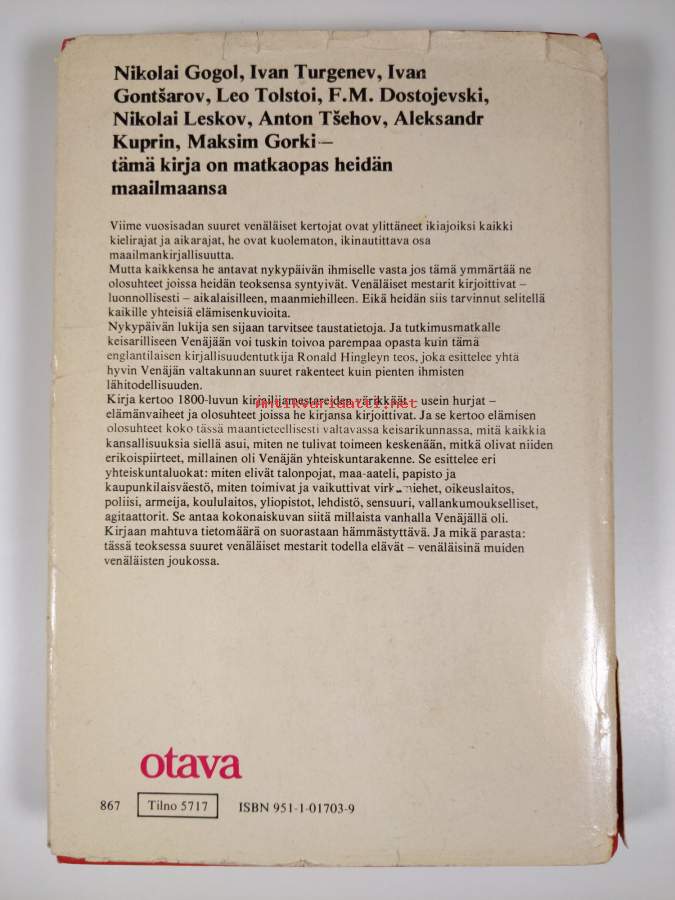 Nikolai Gogol, Ivan Turgenev, Ivan
Gontšarov, Leo Tolstoi, F.M. Dostojevski,
Nikolai Leskov, Anton Tšehov, Aleksandr
Kuprin, Maksim Gorki –
tämä kirja on matkaopas heidän
maailmaansa
Viime vuosisadan suuret venäläiset kertojat ovat ylittäneet ikiajoiksi kaikki
kielirajat ja aikarajat, he ovat kuolematon, ikinautittava osa
maailmankirjallisuutta.
Mutta kaikkensa he antavat nykypäivän ihmiselle vasta jos tämä ymmärtää ne
olosuhteet joissa heidän teoksensa syntyivät. Venäläiset mestarit kirjoittivat –
luonnollisesti – aikalaisilleen, maanmiehilleen. Eikä heidän siis tarvinnut selitellä
kaikille yhteisiä elämisenkuvioita.
Nykypäivän lukija sen sijaan tarvitsee taustatietoja. Ja tutkimusmatkalle
keisarilliseen Venäjään voi tuskin toivoa parempaa opasta kuin tämä
englantilaisen kirjallisuudentutkija Ronald Hingleyn teos, joka esittelee yhtä
hyvin Venäjän valtakunnan suuret rakenteet kuin pienten ihmisten
lähitodellisuuden.
Kirja kertoo 1800-luvun kirjailijamestareiden värikkäät – usein hurjat –
antikvariaatti.net
elämänvaiheet ja olosuhteet joissa he kirjansa kirjoittivat. Ja se kertoo elämisen
olosuhteet koko tässä maantieteellisesti valtavassa keisarikunnassa, mitä kaikkia
kansallisuuksia siellä asui, miten ne tulivat toimeen keskenään, mitkä olivat niiden
erikoispiirteet, millainen oli Venäjän yhteiskuntarakenne. Se esittelee eri
yhteiskuntaluokat: miten elivät talonpojat, maa-aateli, papisto ja
kaupunkilaisväestö, miten toimivat ja vaikuttivat virkamiehet, oikeuslaitos,
poliisi, armeija, koululaitos, yliopistot, lehdistö, sensuuri, vallankumoukselliset,
agitaattorit. Se antaa kokonaiskuvan siitä millaista vanhalla Venäjällä oli.
Kirjaan mahtuva tietomäärä on suorastaan hämmästyttävä. Ja mikä parasta:
tässä teoksessa suuret venäläiset mestarit todella elävät – venäläisinä muiden
venäläisten joukossa.
otava
867 Tilno 5717 ISBN 951-1-01703-9